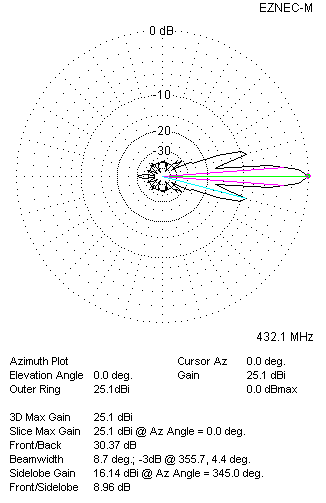 EZNEC-M
0 dB
-10
-20
-30
432.1 MHz
Azimuth Plot Cursor Az 0.0 deg.
Elevation Angle 0.0 deg. Gain 25.1 dBi
Outer Ring 25.1dBi 0.0 dBmax
3D Max Gain 25.1 dBi
Slice Max Gain 25.1 dBi @ Az Angle = 0.0 deg.
Front/Back 30.37 dB
Beamwidth 8.7 deg.; -3dB @ 355.7, 4.4 deg.
Sidelobe Gain 16.14 dBi @ Az Angle = 345.0 deg.
Front/Sidelobe 8.96 dB